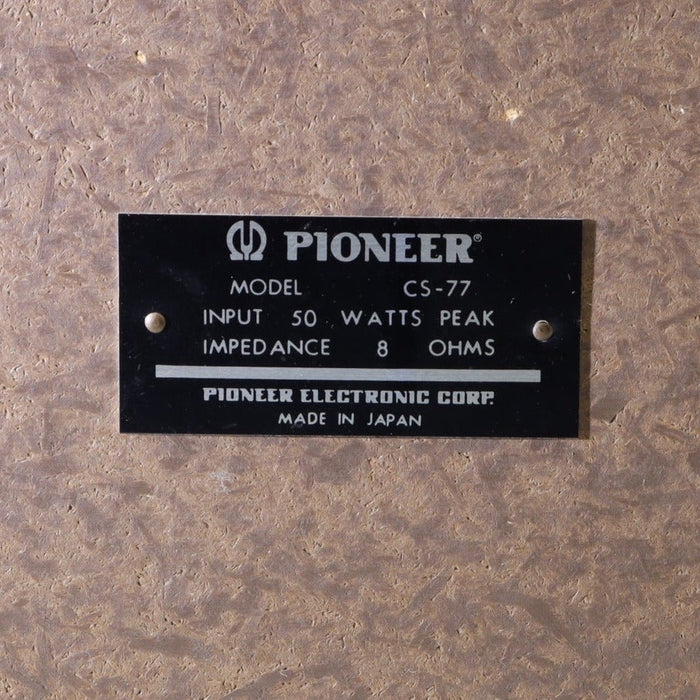 PIONEER®
MODEL CS-77
INPUT 50 WATTS PEAK
IMPEDANCE 8 OHMS
PIONEER ELECTRONIC CORP.
MADE IN JAPAN